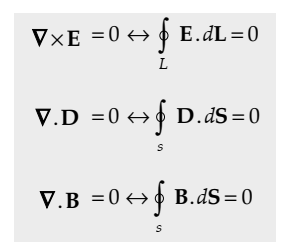 ∇×E = 0 ↔ ∮_L E.dL = 0
∇.D = 0 ↔ ∮_s D.dS = 0
∇.B = 0 ↔ ∮_s B.dS = 0